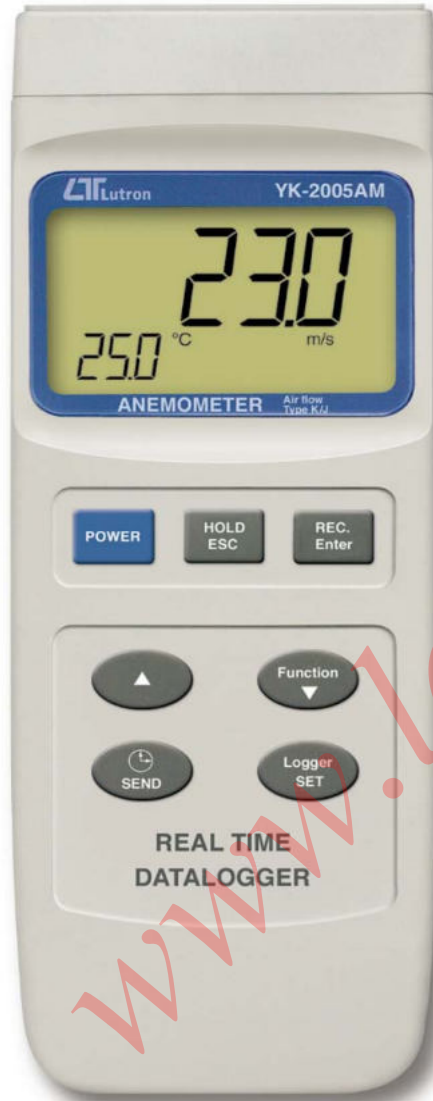 Lutron YK-2005AM
23.0
25.0 °C m/s
ANEMOMETER Air flow
Type K/J
POWER HOLD
ESC REC.
Enter
▲ Function
▼
SEND Logger
SET
REAL TIME
DATALOGGER